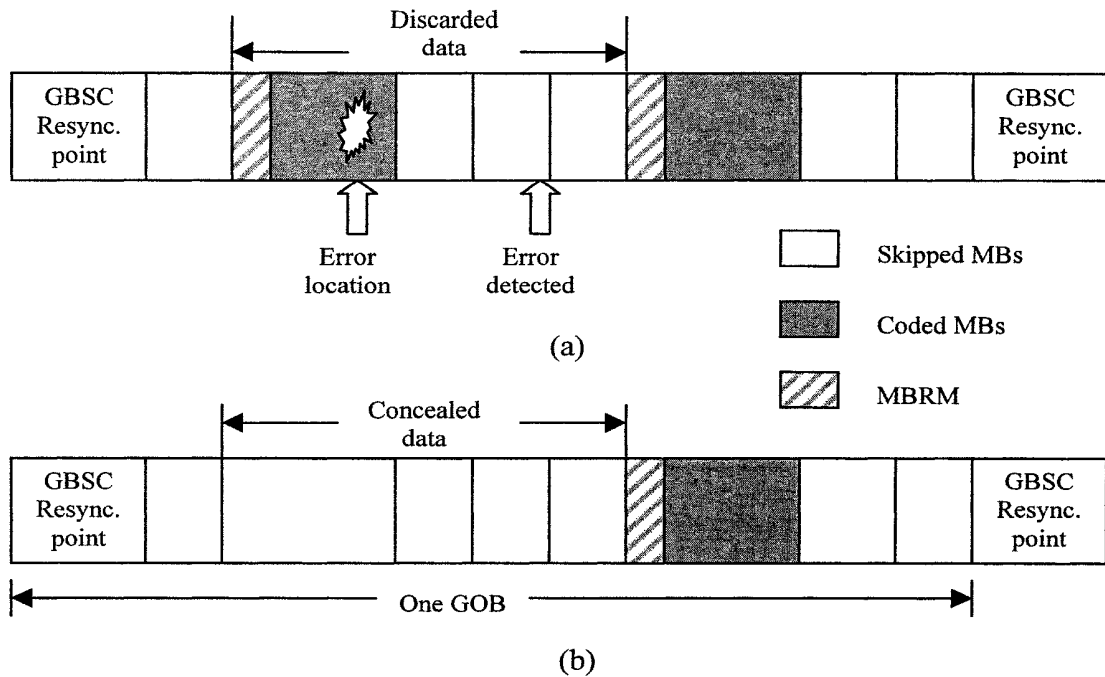 Discarded
data
GBSC
Resync.
point
GBSC
Resync.
point
Error
location
Error
detected
Skipped MBs
Coded MBs
MBRM
(a)
Concealed
data
GBSC
Resync.
point
GBSC
Resync.
point
One GOB
(b)